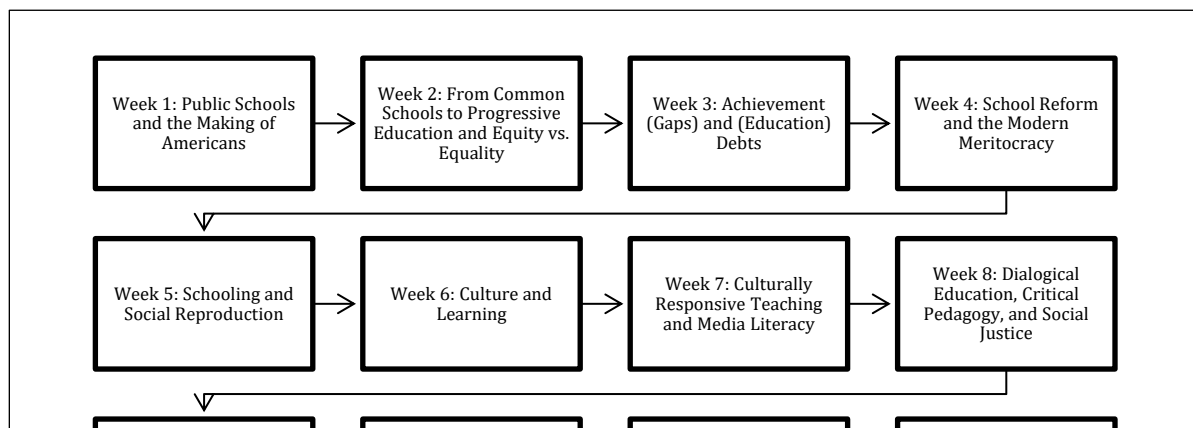 Week 1: Public Schools
and the Making of
Americans
Week 2: From Common
Schools to Progressive
Education and Equity vs.
Equality
Week 3: Achievement
(Gaps) and (Education)
Debts
Week 4: School Reform
and the Modern
Meritocracy
Week 5: Schooling and
Social Reproduction
Week 6: Culture and
Learning
Week 7: Culturally
Responsive Teaching
and Media Literacy
Week 8: Dialogical
Education, Critical
Pedagogy, and Social
Justice